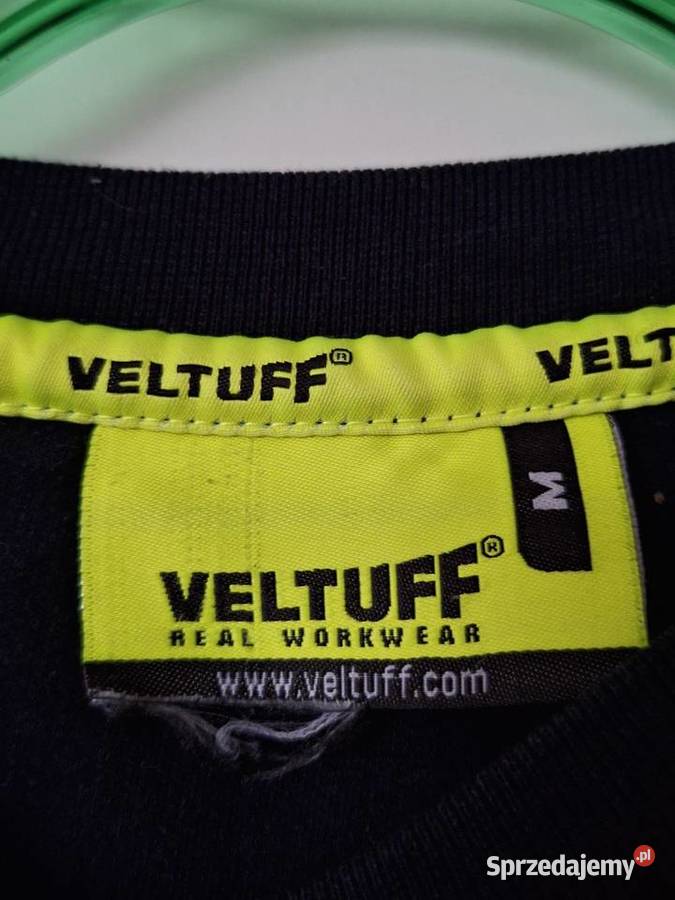 VELTUFF® VELT
M
VELTUFF®
REAL WORKWEAR
www.veltuff.com
Sprzedajemy.pl